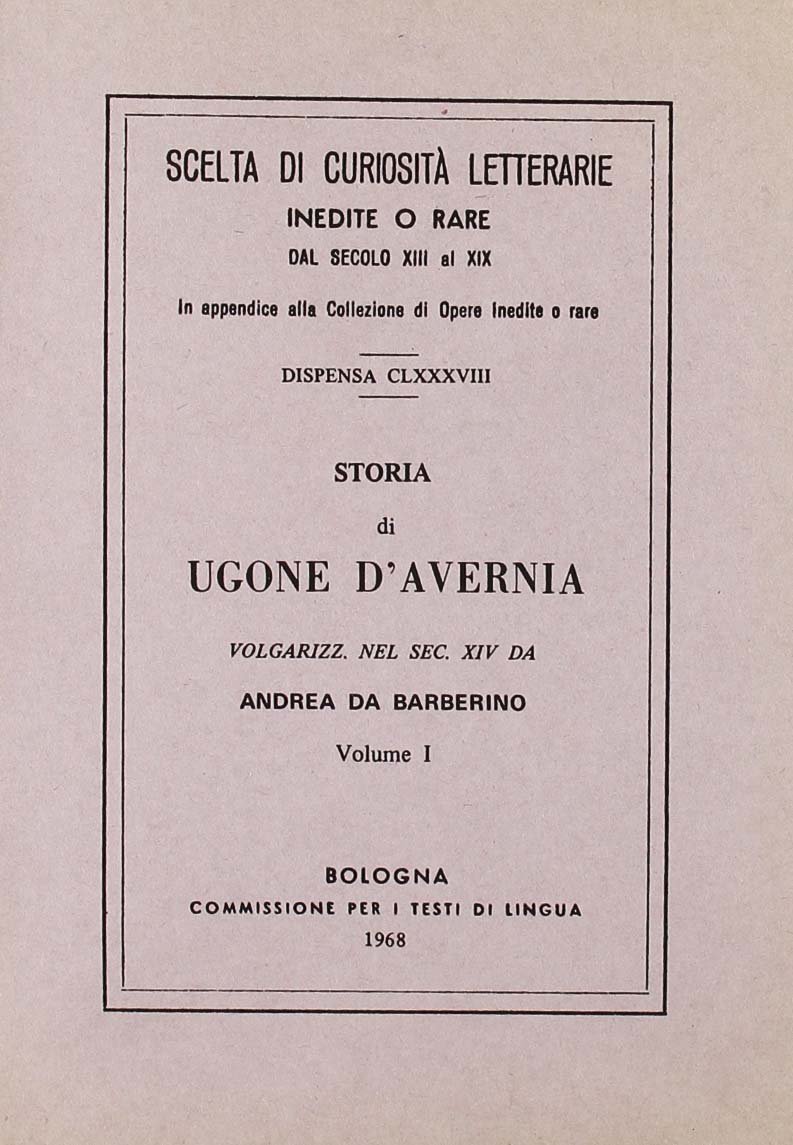 SCELTA DI CURIOSITÀ LETTERARIE
INEDITE O RARE
DAL SECOLO XIII al XIX
In appendice alla Collezione di Opere Inedite o rare
DISPENSA CLXXXVIII
STORIA
di
UGONE D'AVERNIA
VOLGARIZZ. NEL SEC. XIV DA
ANDREA DA BARBERINO
Volume I
BOLOGNA
COMMISSIONE PER I TESTI DI LINGUA
1968